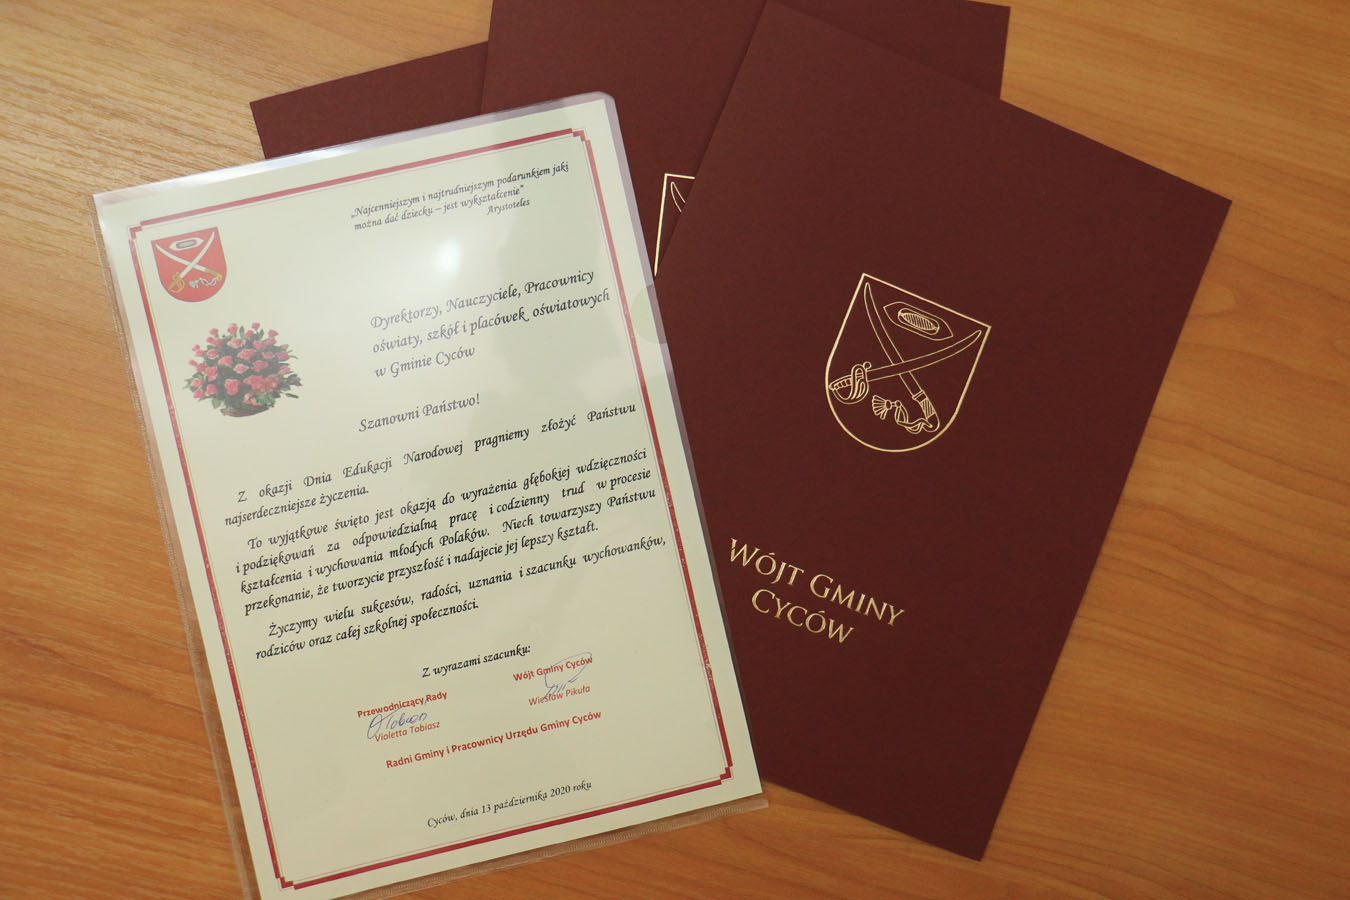 „Najcenniejszym i najtrudniejszym podarunkiem jaki
można dać dziecku – jest wykształcenie”
Arystoteles
Dyrektorzy, Nauczyciele, Pracownicy
oświaty, szkół i placówek oświatowych
w Gminie Cyców
Szanowni Państwo!
Z okazji Dnia Edukacji Narodowej pragniemy złożyć Państwu
najserdeczniejsze życzenia.
To wyjątkowe święto jest okazją do wyrażenia głębokiej wdzięczności
i podziękowań za odpowiedzialną pracę i codzienny trud w procesie
kształcenia i wychowania młodych Polaków. Niech towarzyszy Państwu
przekonanie, że tworzycie przyszłość i nadajecie jej lepszy kształt.
Życzymy wielu sukcesów, radości, uznania i szacunku wychowanków,
rodziców oraz całej szkolnej społeczności.
Z wyrazami szacunku:
Przewodniczący Rady
Violetta Tobiasz
Wójt Gminy Cyców
Wiesław Pikuła
Radni Gminy i Pracownicy Urzędu Gminy Cyców
Cyców, dnia 13 października 2020 roku
Wójt Gminy
Cyców